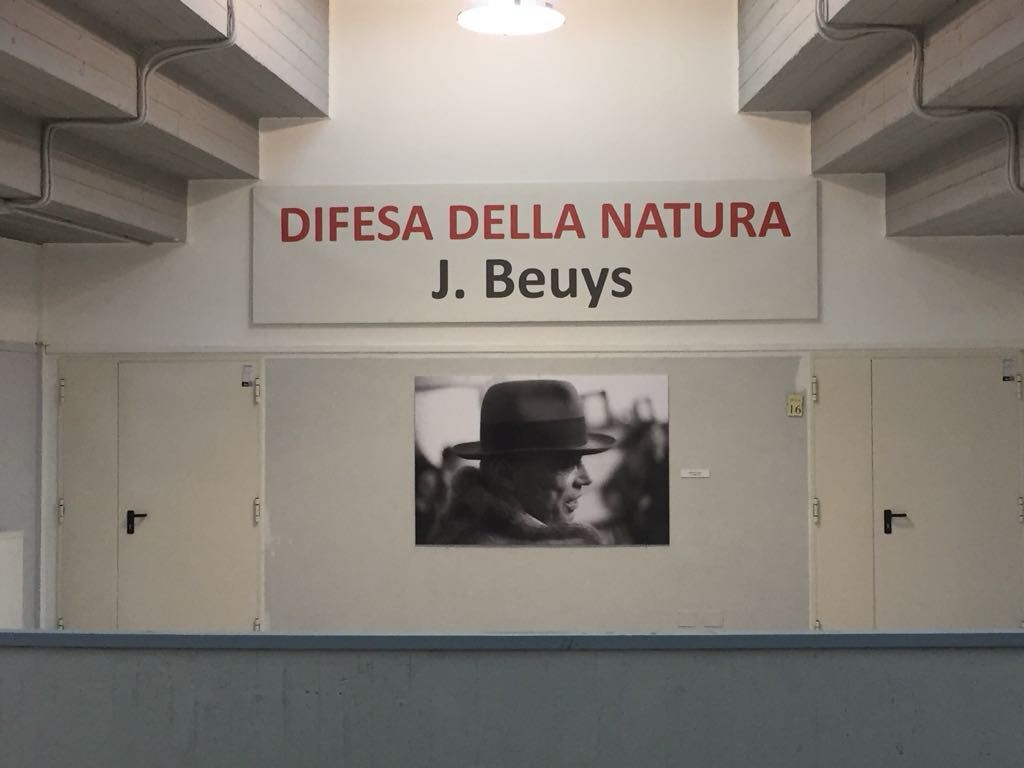 DIFESA DELLA NATURA
J. Beuys
16